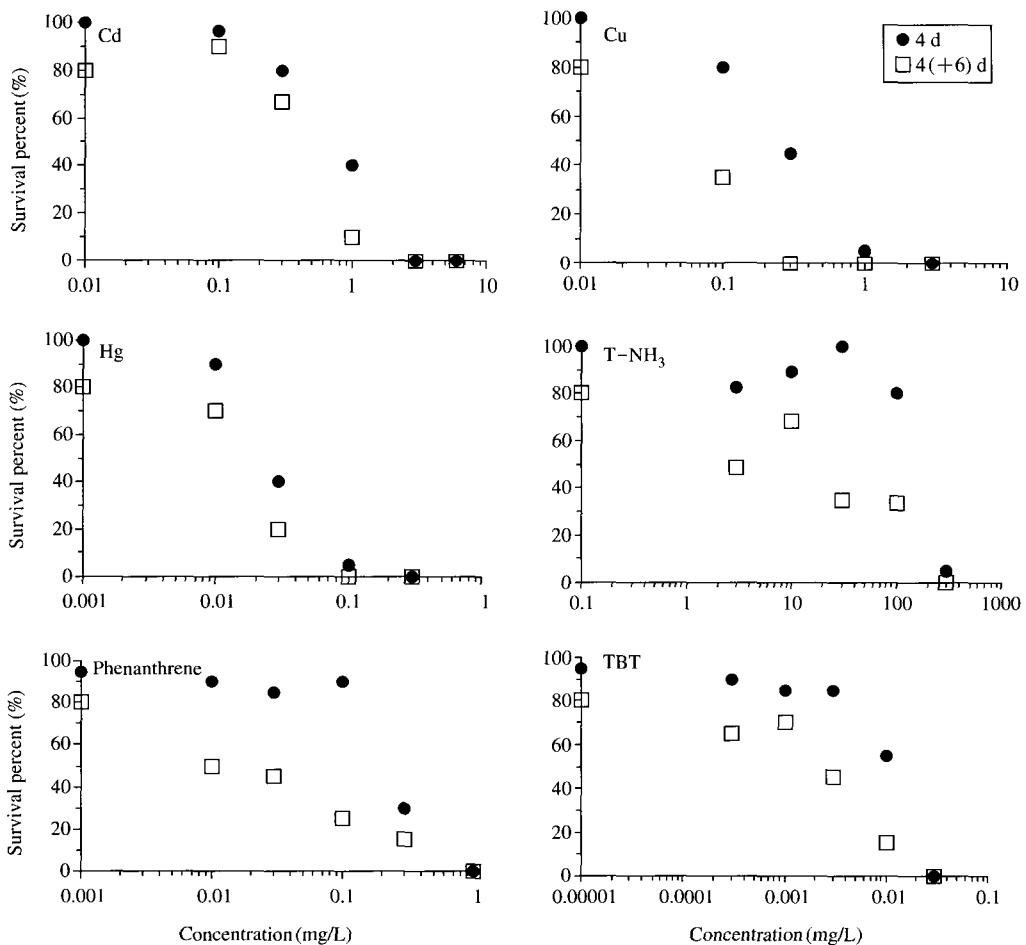 Cd
100
80
60
40
20
0
Survival percent (%)
0.01 0.1 1 10
Cu
4 d
4(+6) d
100
80
60
40
20
0
0.01 0.1 1 10
Hg
100
80
60
40
20
0
Survival percent (%)
0.001 0.01 0.1 1
T-NH₃
100
80
60
40
20
0
0.1 1 10 100 1000
Phenanthrene
100
80
60
40
20
0
Survival percent (%)
0.001 0.01 0.1 1
Concentration (mg/L)
TBT
100
80
60
40
20
0
0.00001 0.0001 0.001 0.01 0.1
Concentration (mg/L)